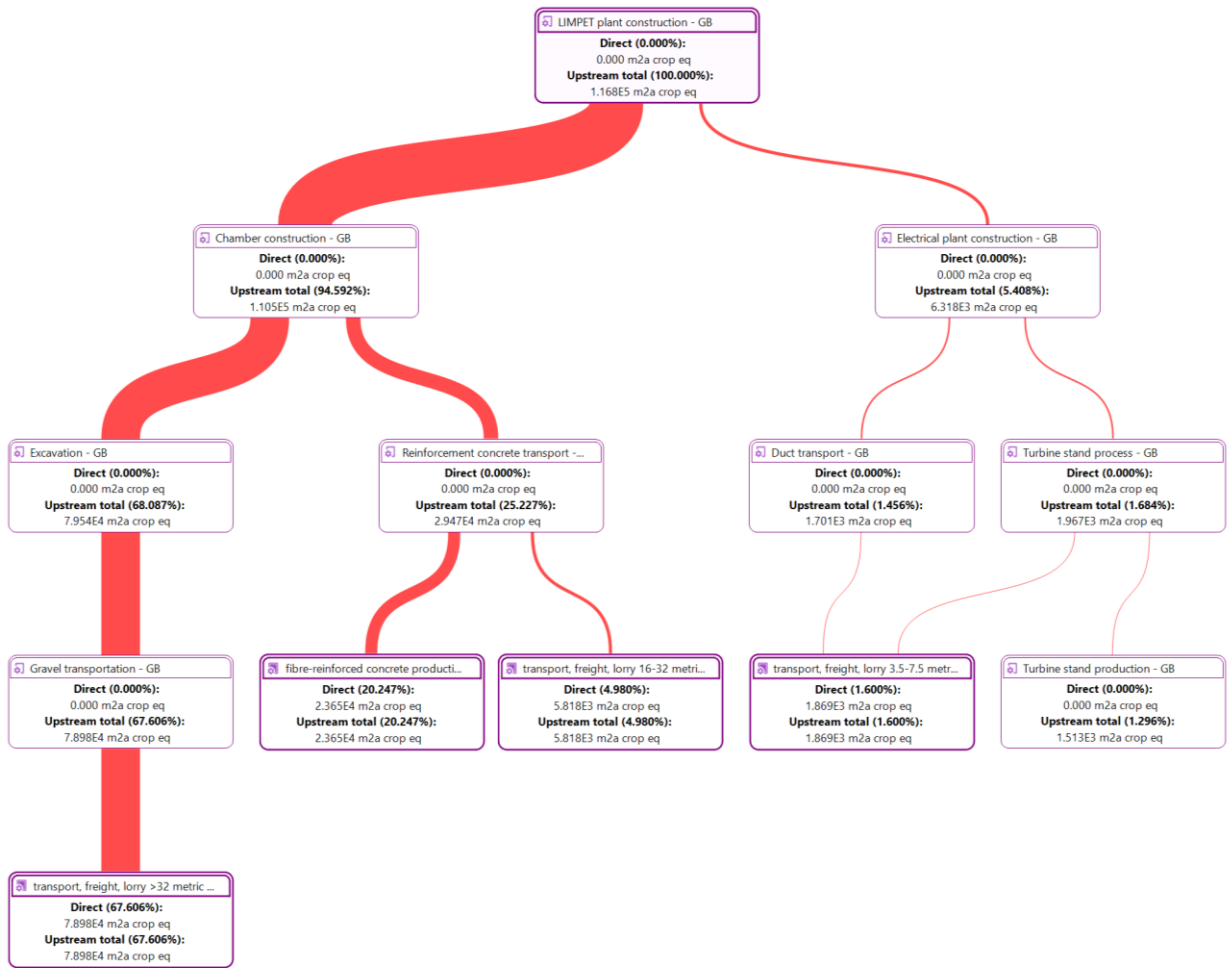 LIMPET plant construction - GB
Direct (0.000%):
0.000 m2a crop eq
Upstream total (100.000%):
1.168E5 m2a crop eq
Chamber construction - GB
Direct (0.000%):
0.000 m2a crop eq
Upstream total (94.592%):
1.105E5 m2a crop eq
Electrical plant construction - GB
Direct (0.000%):
0.000 m2a crop eq
Upstream total (5.408%):
6.318E3 m2a crop eq
Excavation - GB
Direct (0.000%):
0.000 m2a crop eq
Upstream total (68.087%):
7.954E4 m2a crop eq
Reinforcement concrete transport -...
Direct (0.000%):
0.000 m2a crop eq
Upstream total (25.227%):
2.947E4 m2a crop eq
Duct transport - GB
Direct (0.000%):
0.000 m2a crop eq
Upstream total (1.456%):
1.701E3 m2a crop eq
Turbine stand process - GB
Direct (0.000%):
0.000 m2a crop eq
Upstream total (1.684%):
1.967E3 m2a crop eq
Gravel transportation - GB
Direct (0.000%):
0.000 m2a crop eq
Upstream total (67.606%):
7.898E4 m2a crop eq
fibre-reinforced concrete producti...
Direct (20.247%):
2.365E4 m2a crop eq
Upstream total (20.247%):
2.365E4 m2a crop eq
transport, freight, lorry 16-32 metri...
Direct (4.980%):
5.818E3 m2a crop eq
Upstream total (4.980%):
5.818E3 m2a crop eq
transport, freight, lorry 3.5-7.5 metr...
Direct (1.600%):
1.869E3 m2a crop eq
Upstream total (1.600%):
1.869E3 m2a crop eq
Turbine stand production - GB
Direct (0.000%):
0.000 m2a crop eq
Upstream total (1.296%):
1.513E3 m2a crop eq
transport, freight, lorry >32 metric ...
Direct (67.606%):
7.898E4 m2a crop eq
Upstream total (67.606%):
7.898E4 m2a crop eq